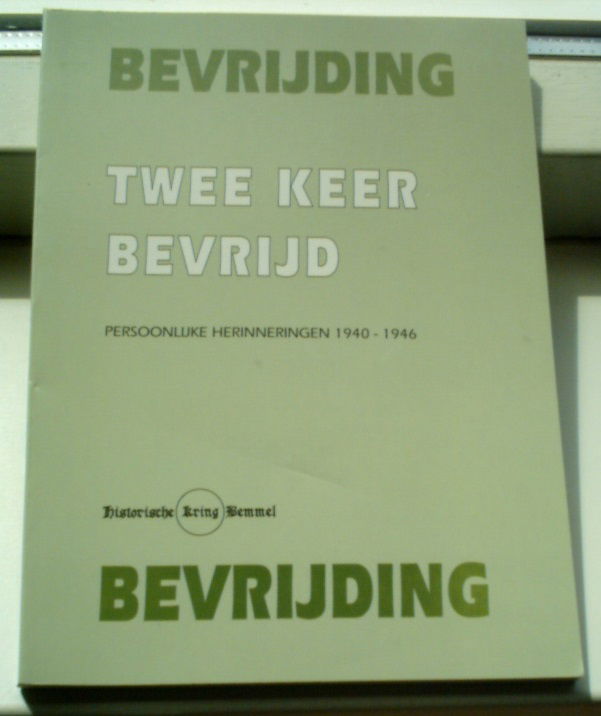 BEVRIJDING
TWEE KEER
BEVRIJD
PERSOONLIJKE HERINNERINGEN 1940 - 1946
historische kring Bemmel
BEVRIJDING